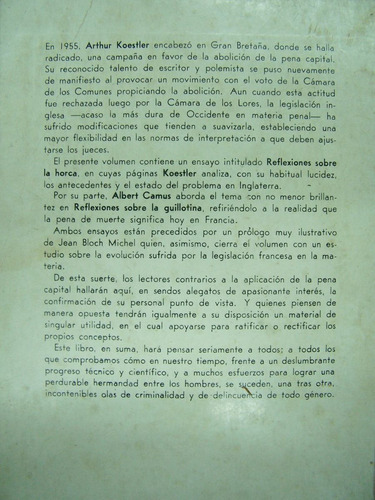 En 1955, Arthur Koestler encabezó en Gran Bretaña, donde se halla
radicado, una campaña en favor de la abolición de la pena capital.
Su reconocido talento de escritor y polemista se puso nuevamente
de manifiesto al provocar un movimiento con el voto de la Cámara
de los Comunes propiciando la abolición. Aun cuando esta actitud
fue rechazada luego por la Cámara de los Lores, la legislación in-
glesa —acaso la más dura de Occidente en materia penal— ha
sufrido modificaciones que tienden a suavizarla, estableciendo una
mayor flexibilidad en las normas de interpretación a que deben ajus-
tarse los jueces.
El presente volumen contiene un ensayo intitulado Reflexiones sobre
la horca, en cuyas páginas Koestler analiza, con su habitual lucidez,
los antecedentes y el estado del problema en Inglaterra.
Por su parte, Albert Camus aborda el tema con no menor brillan-
tez en Reflexiones sobre la guillotina, refiriéndolo a la realidad que
la pena de muerte significa hoy en Francia.
Ambos ensayos están precedidos por un prólogo muy ilustrativo
de Jean Bloch Michel quien, asimismo, cierra el volumen con un es-
tudio sobre la evolución sufrida por la legislación francesa en la ma-
teria.
De esta suerte, los lectores contrarios a la aplicación de la pena
capital hallarán aquí, en sendos alegatos de apasionante interés, la
confirmación de su personal punto de vista. Y quienes piensen de
manera opuesta tendrán igualmente a su disposición un material de
singular utilidad, en el cual apoyarse para ratificar o rectificar los
propios conceptos.
Este libro, en suma, hará pensar seriamente a todos; a todos los
que comprobamos cómo en nuestro tiempo, frente a un deslumbrante
progreso técnico y científico, y a muchos esfuerzos para lograr una
perdurable hermandad entre los hombres, se suceden, una tras otra,
incontenibles olas de criminalidad y de delincuencia de todo género.